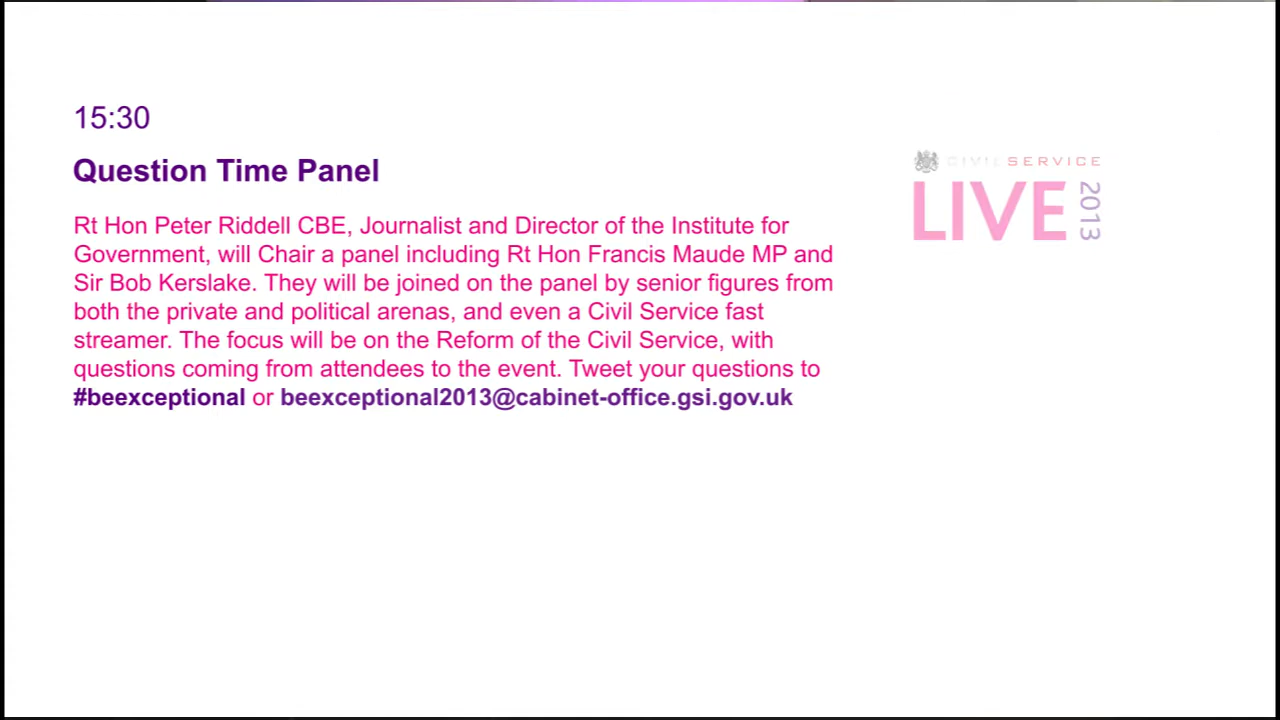 15:30
Question Time Panel
Rt Hon Peter Riddell CBE, Journalist and Director of the Institute for
Government, will Chair a panel including Rt Hon Francis Maude MP and
Sir Bob Kerslake. They will be joined on the panel by senior figures from
both the private and political arenas, and even a Civil Service fast
streamer. The focus will be on the Reform of the Civil Service, with
questions coming from attendees to the event. Tweet your questions to
#beexceptional or beexceptional2013@cabinet-office.gsi.gov.uk
CIVIL SERVICE
LIVE
2013